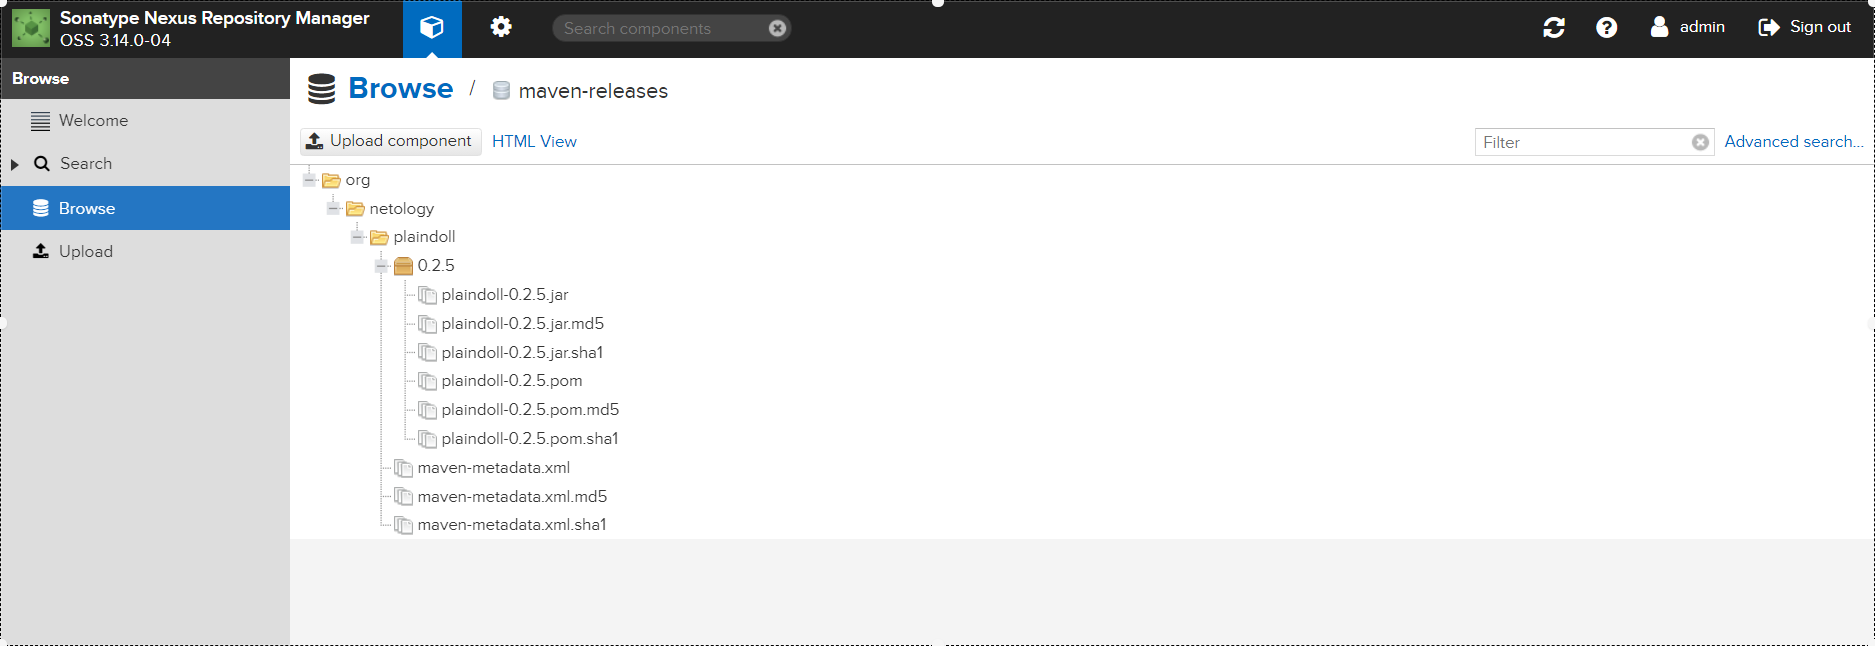 Sonatype Nexus Repository Manager
OSS 3.14.0-04
Search components
admin
Sign out
Browse
Welcome
Search
Browse
Upload
Browse / maven-releases
Upload component
HTML View
Filter
Advanced search...
org
netology
plaindoll
0.2.5
plaindoll-0.2.5.jar
plaindoll-0.2.5.jar.md5
plaindoll-0.2.5.jar.sha1
plaindoll-0.2.5.pom
plaindoll-0.2.5.pom.md5
plaindoll-0.2.5.pom.sha1
maven-metadata.xml
maven-metadata.xml.md5
maven-metadata.xml.sha1